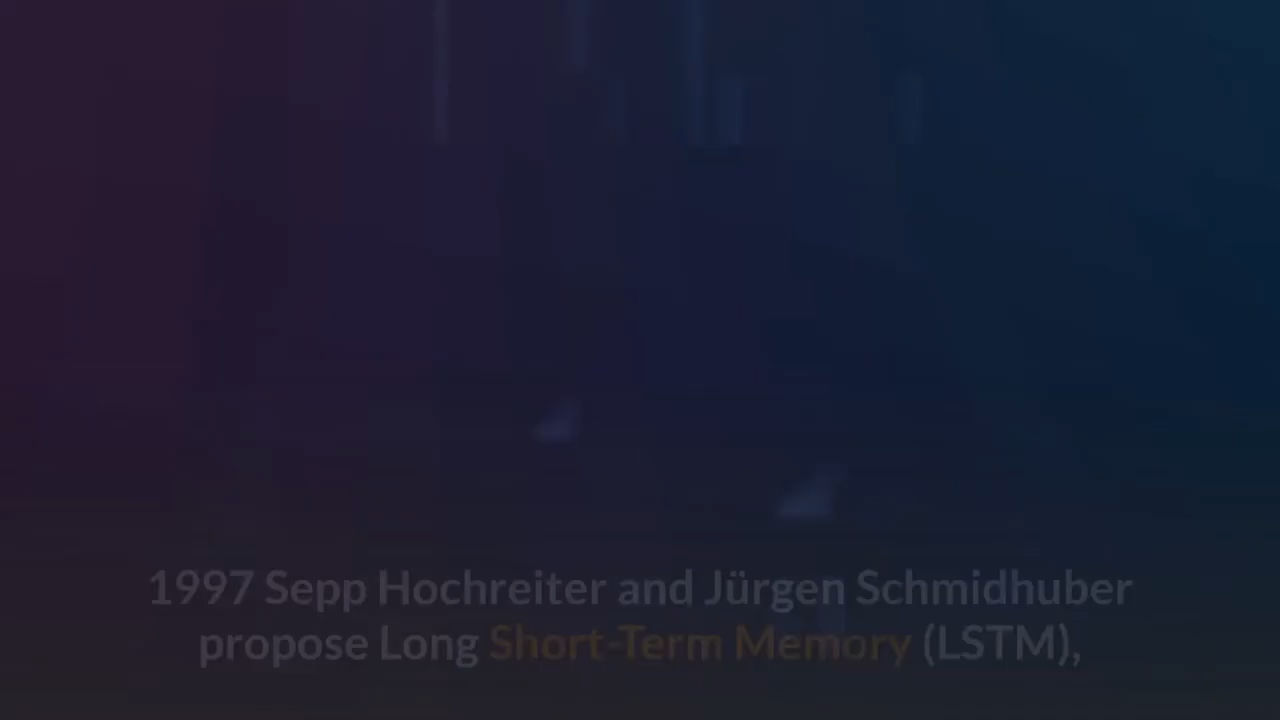 1997 Sepp Hochreiter and Jürgen Schmidhuber
propose Long Short-Term Memory (LSTM),